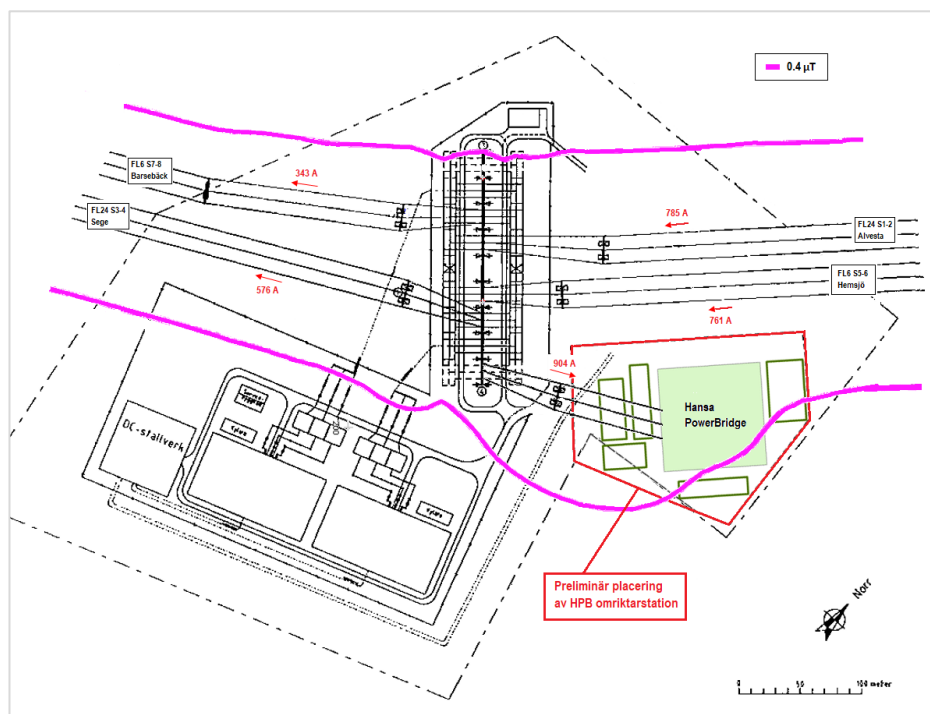 0.4 µT
FL6 S7-8
Barsebäck
343 A
785 A
FL24 S3-4
Sege
FL24 S1-2
Alvesta
FL6 S5-6
Hemsjö
576 A
761 A
904 A
Hansa
PowerBridge
DC-ställverk
Preliminär placering
av HPB omriktarstation
Norr
0 50 100 meter